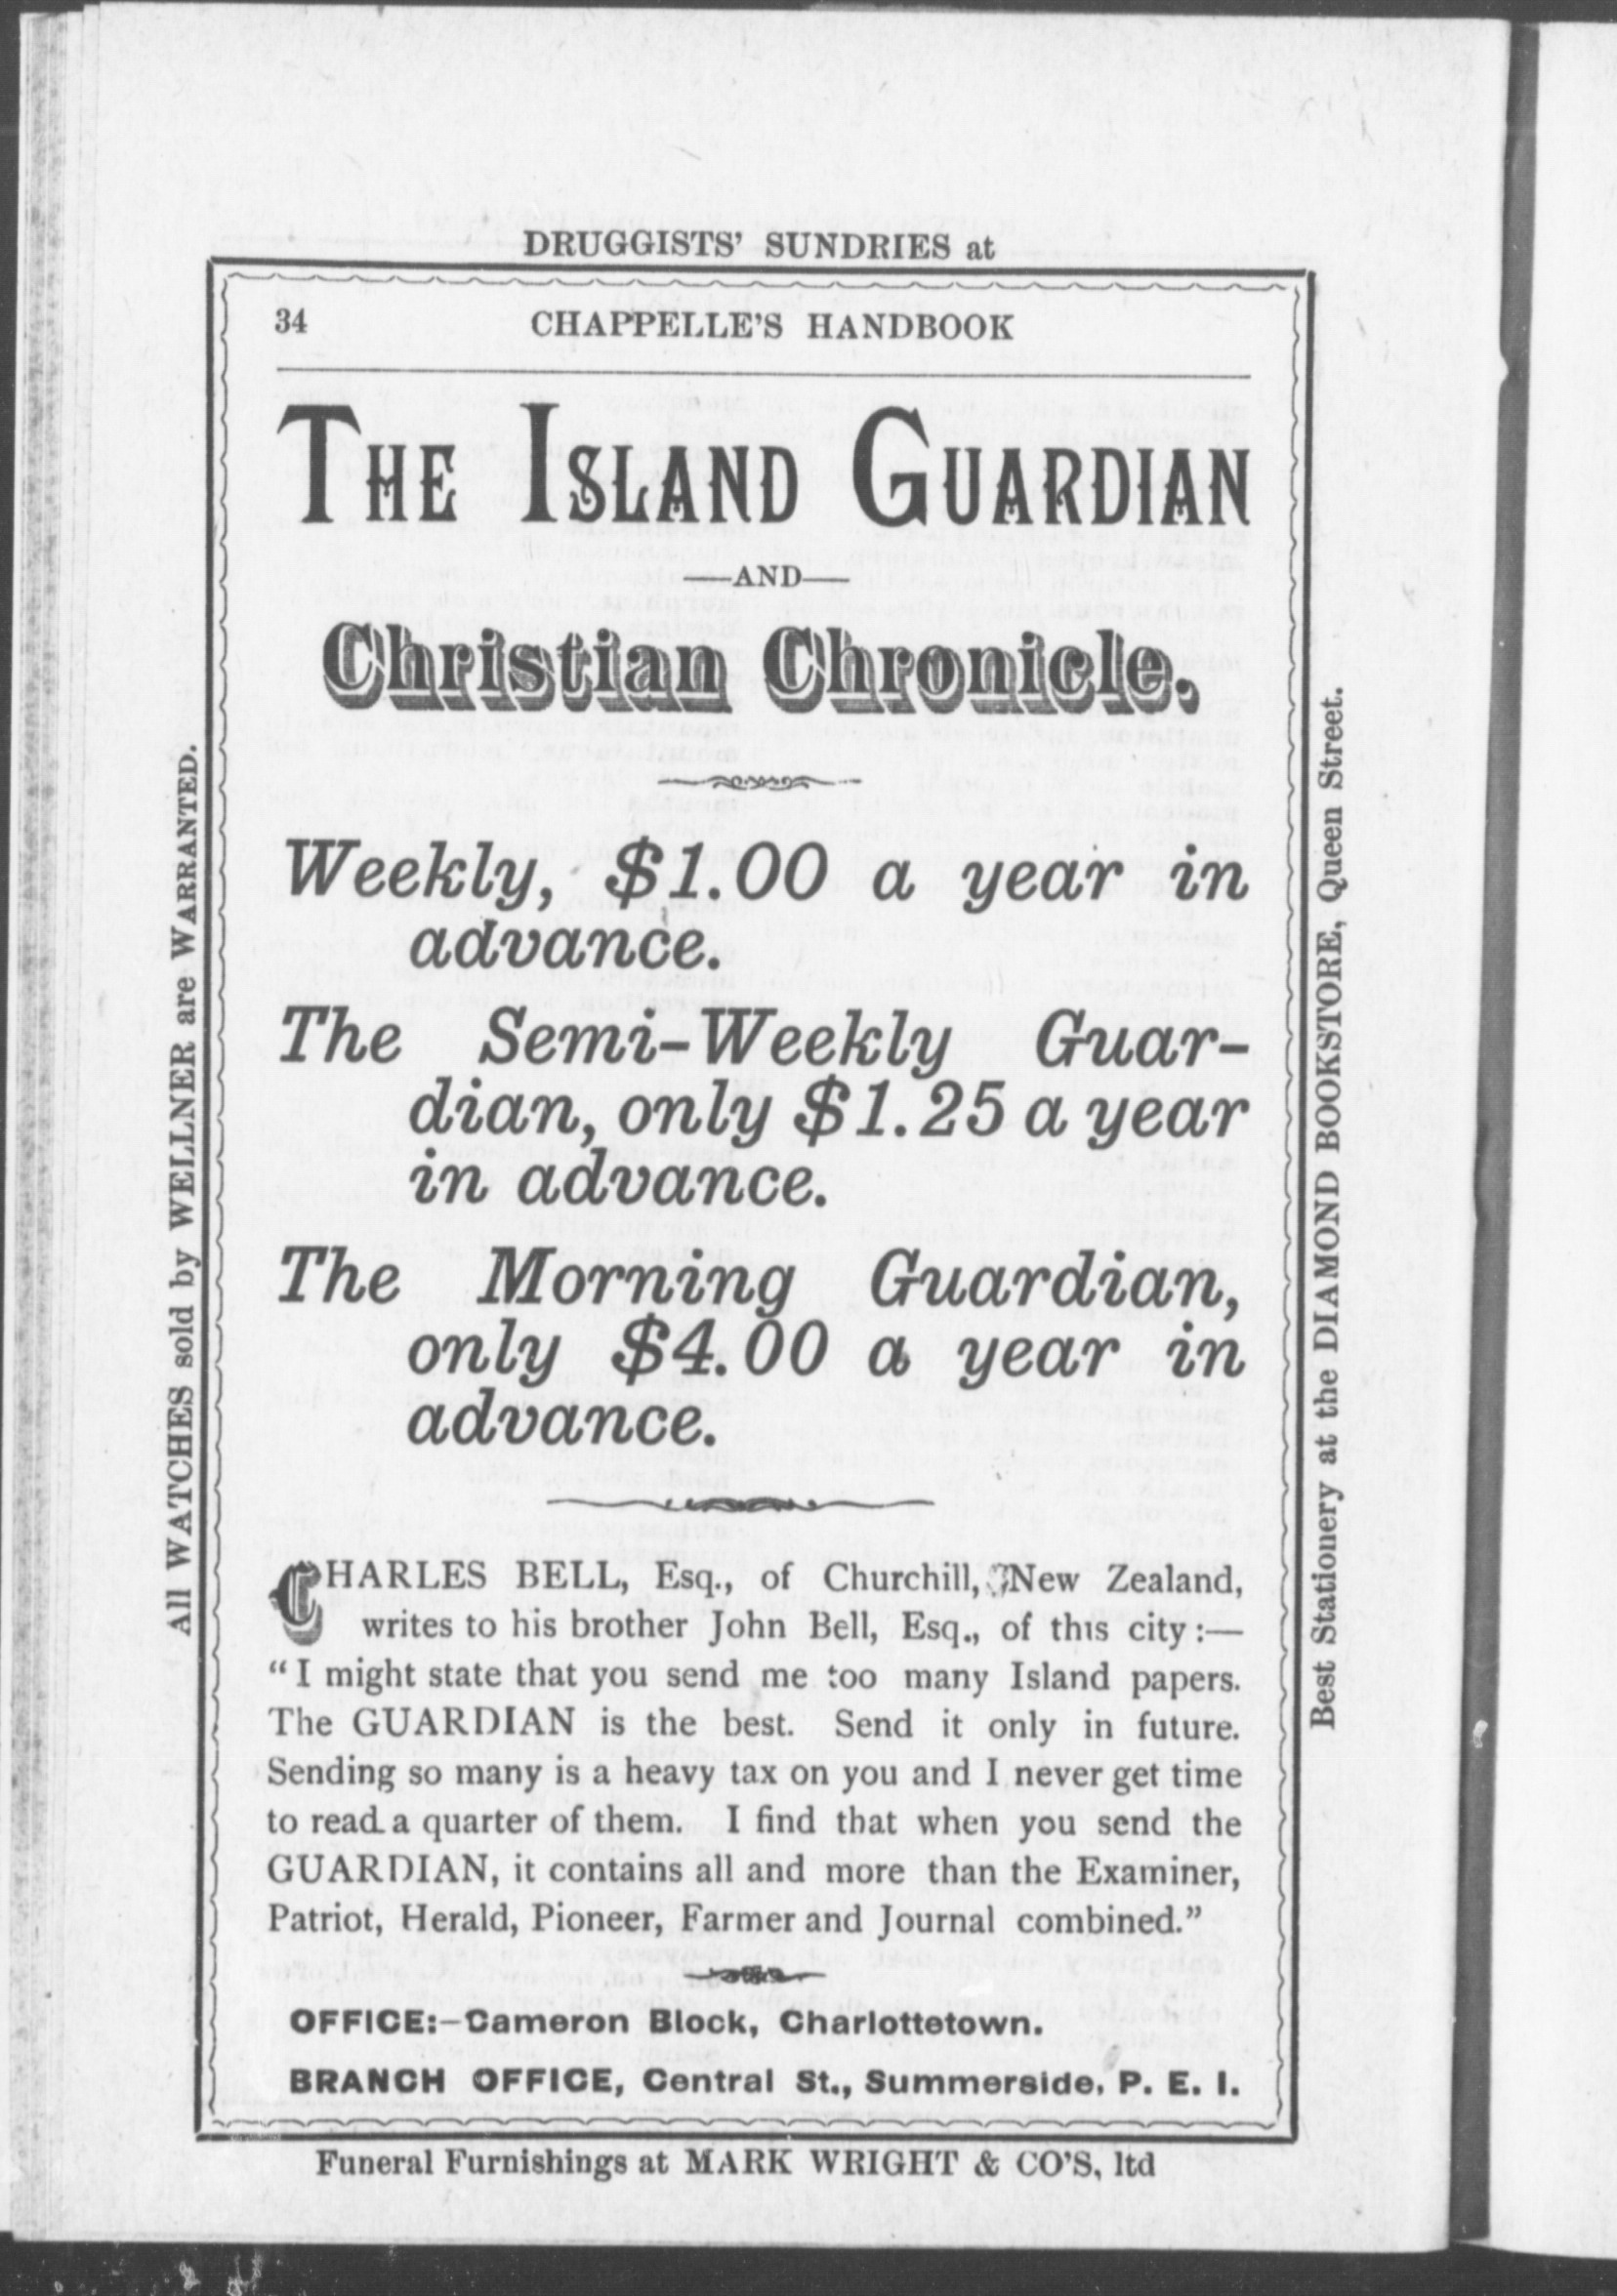 DRUGGISTS' SUNDRIES at
34 CHAPPELLE'S HANDBOOK
THE ISLAND GUARDIAN
—AND—
Christian Chronicle.
Weekly, $1.00 a year in
advance.
The Semi-Weekly Guar-
dian, only $1.25 a year
in advance.
The Morning Guardian,
only $4.00 a year in
advance.
CHARLES BELL, Esq., of Churchill, New Zealand,
writes to his brother John Bell, Esq., of this city:—
"I might state that you send me too many Island papers.
The GUARDIAN is the best. Send it only in future.
Sending so many is a heavy tax on you and I never get time
to read a quarter of them. I find that when you send the
GUARDIAN, it contains all and more than the Examiner,
Patriot, Herald, Pioneer, Farmer and Journal combined."
OFFICE:—Cameron Block, Charlottetown.
BRANCH OFFICE, Central St., Summerside, P. E. I.
Funeral Furnishings at MARK WRIGHT & CO'S, ltd
All WATCHES sold by WELLNER are WARRANTED.
Best Stationery at the DIAMOND BOOKSTORE, Queen Street.